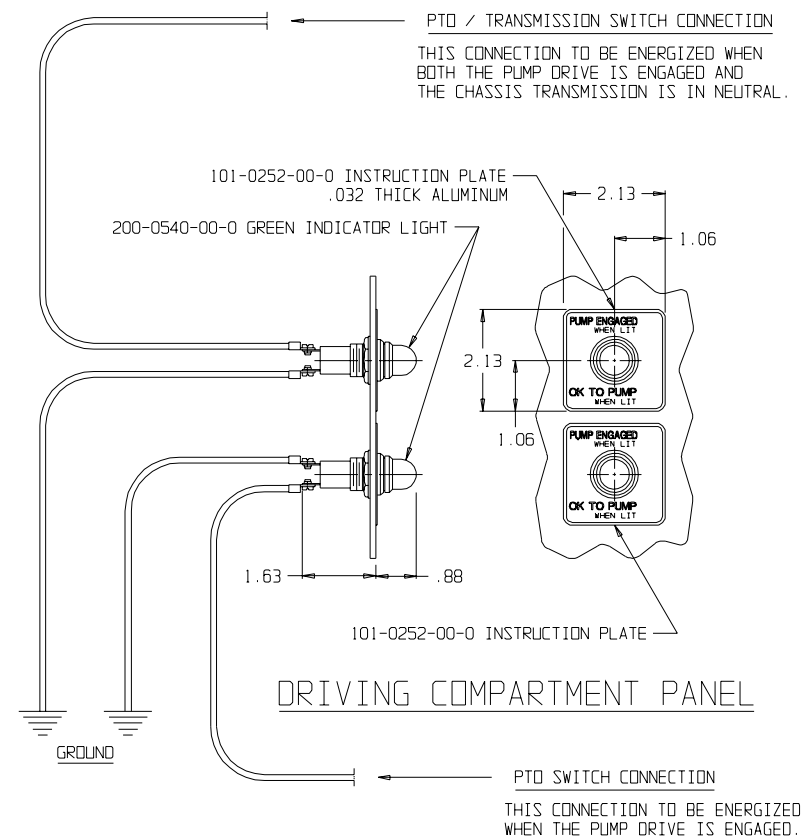 PTO / TRANSMISSION SWITCH CONNECTION
THIS CONNECTION TO BE ENERGIZED WHEN
BOTH THE PUMP DRIVE IS ENGAGED AND
THE CHASSIS TRANSMISSION IS IN NEUTRAL.
101-0252-00-0 INSTRUCTION PLATE
.032 THICK ALUMINUM
200-0540-00-0 GREEN INDICATOR LIGHT
2.13
1.06
PUMP ENGAGED
WHEN LIT
2.13
OK TO PUMP
WHEN LIT
1.06
PUMP ENGAGED
WHEN LIT
OK TO PUMP
WHEN LIT
1.63
.88
101-0252-00-0 INSTRUCTION PLATE
DRIVING COMPARTMENT PANEL
GROUND
PTO SWITCH CONNECTION
THIS CONNECTION TO BE ENERGIZED
WHEN THE PUMP DRIVE IS ENGAGED.